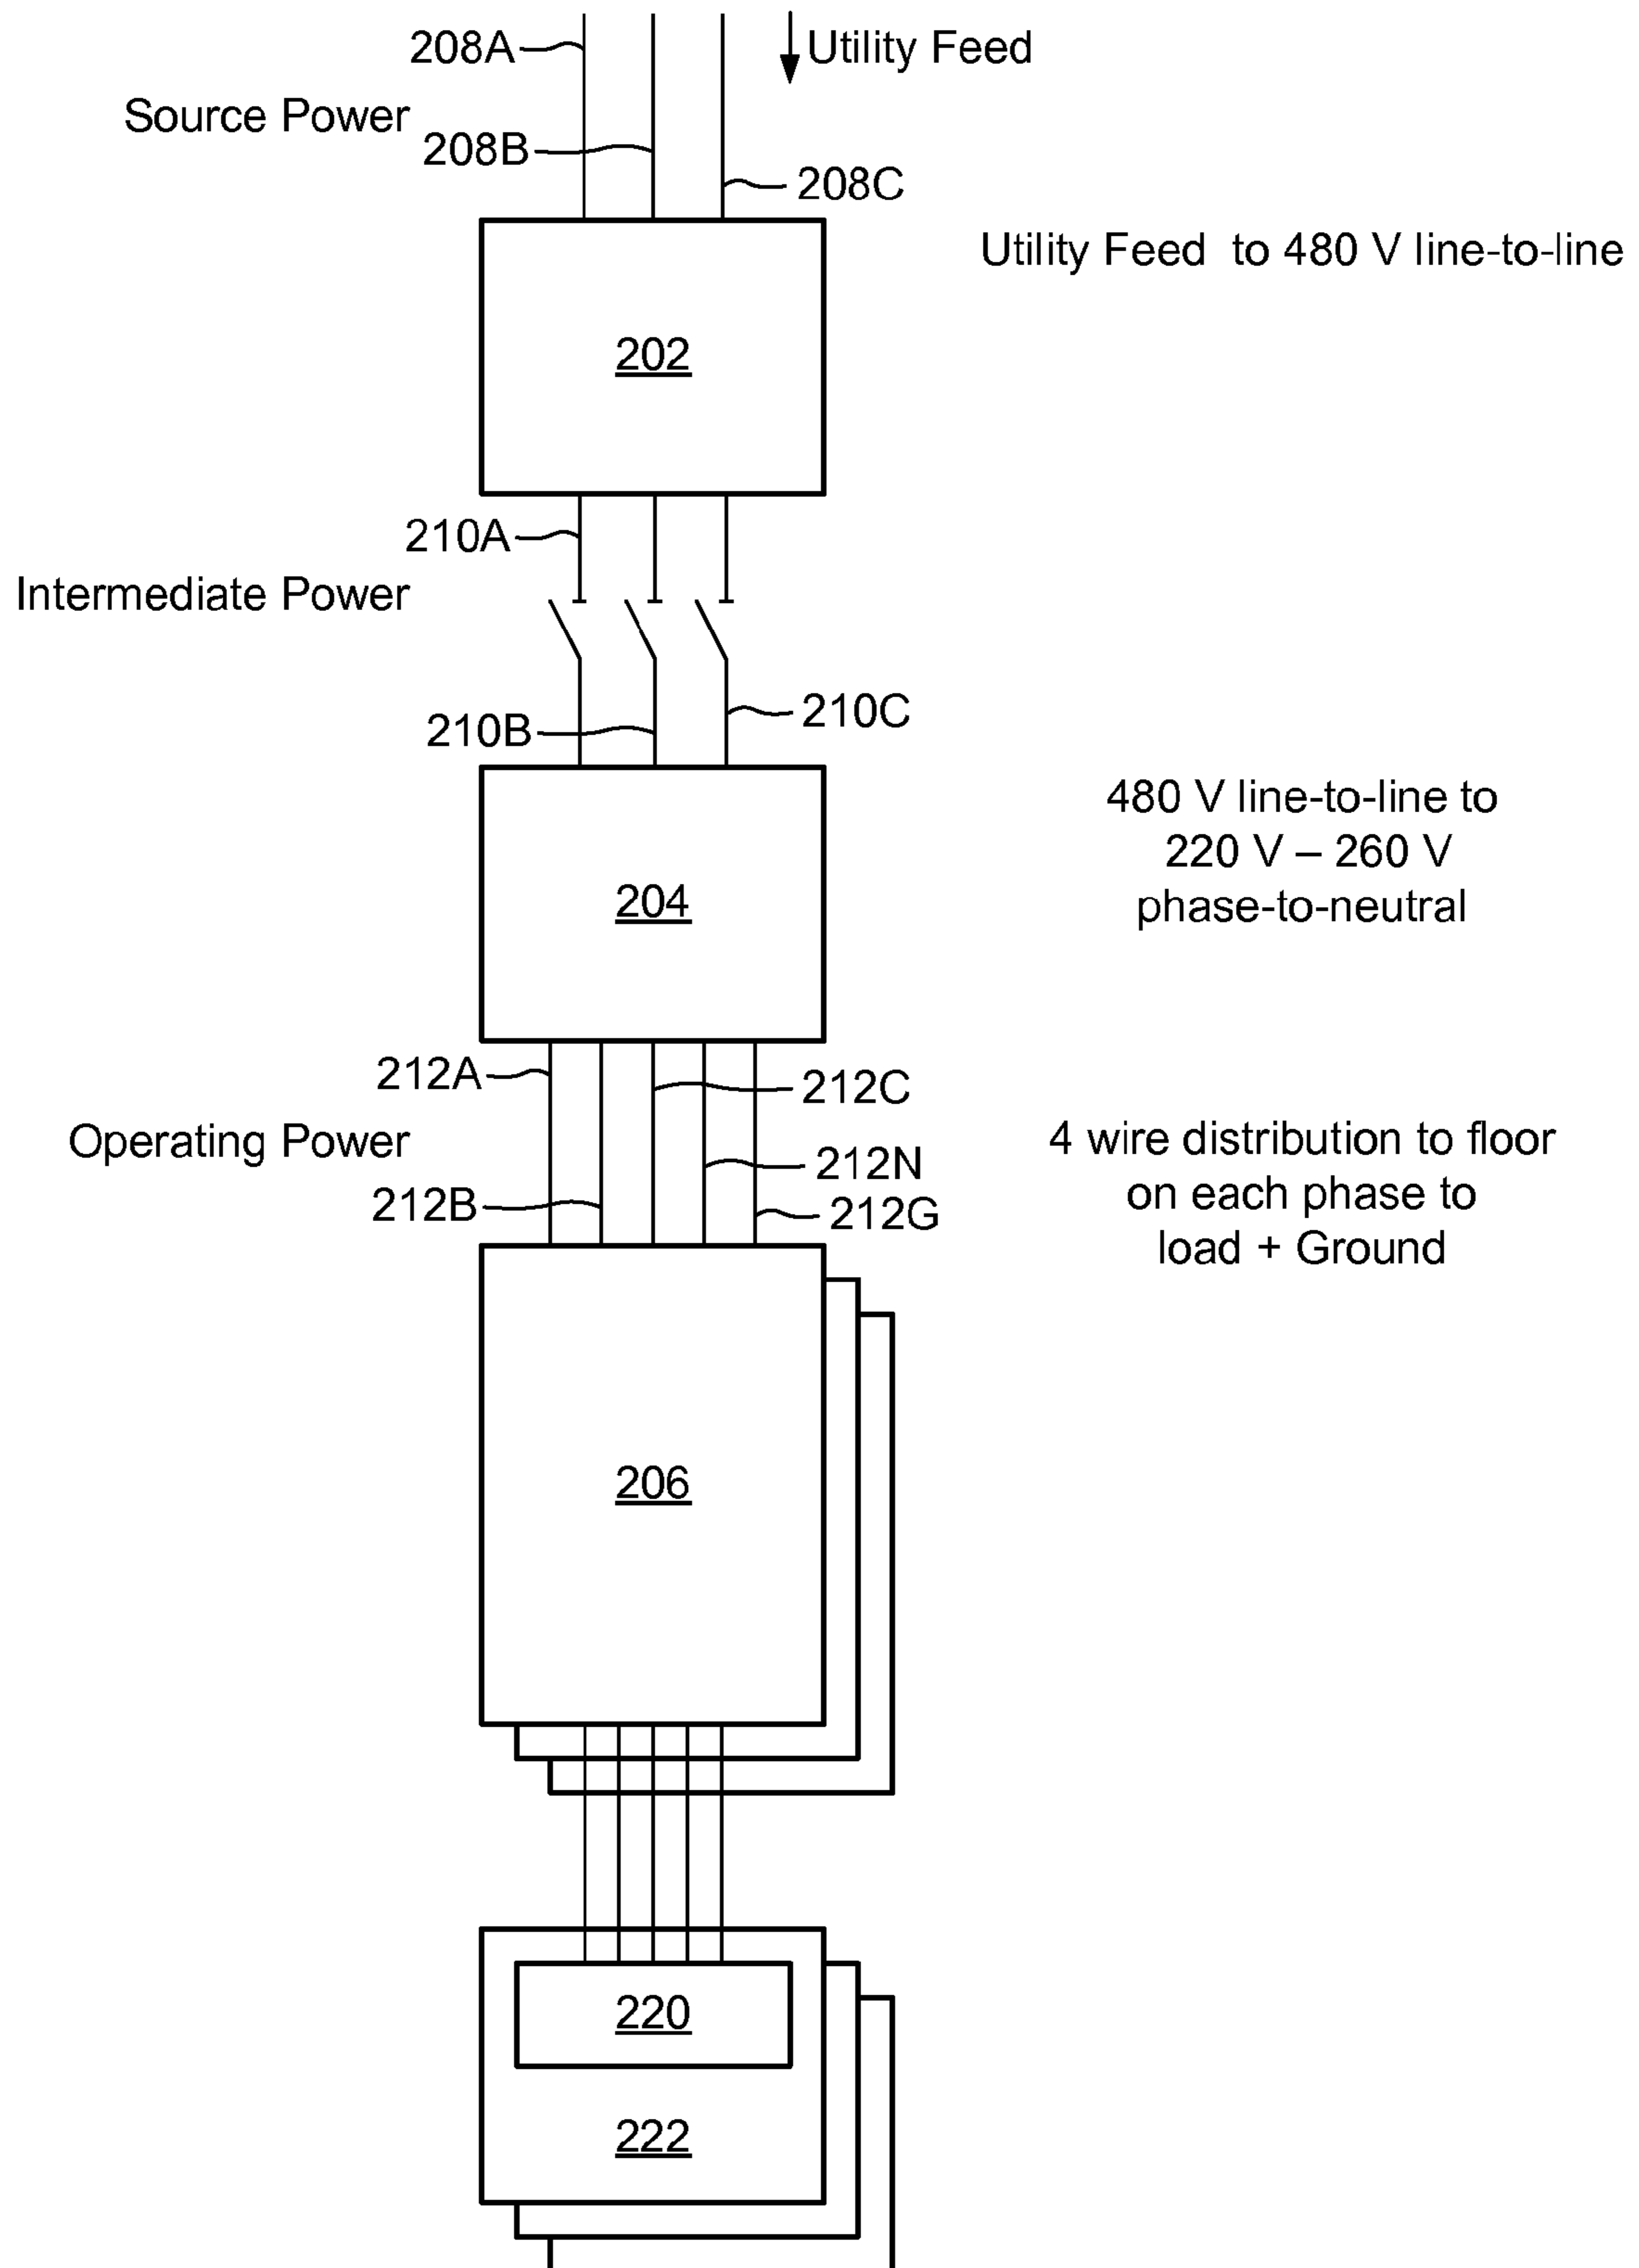 208A
Utility Feed
Source Power
208B
208C
Utility Feed to 480 V line-to-line
202
210A
Intermediate Power
210C
210B
480 V line-to-line to
220 V – 260 V
204
phase-to-neutral
212A
212C
Operating Power
4 wire distribution to floor
212N
on each phase to
212B
212G
load + Ground
206
220
222